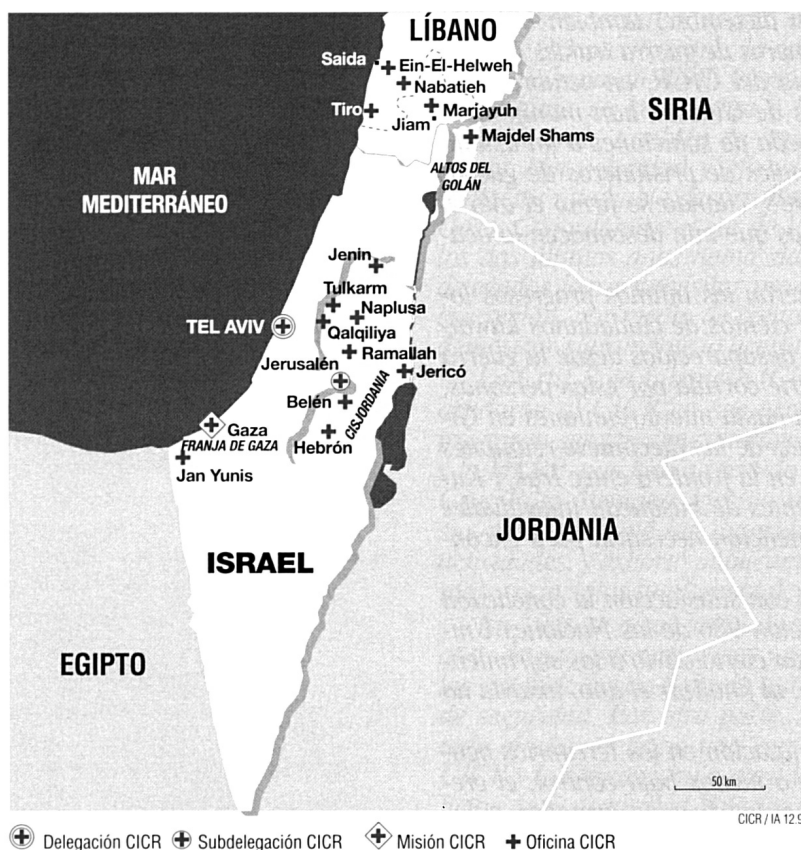 LÍBANO
Saida
Ein-El-Helweh
Nabatieh
Tiro
Marjayuh
Jiam
SIRIA
Majdel Shams
MAR
MEDITERRÁNEO
ALTOS DEL
GOLÁN
Jenin
Tulkarm
Naplusa
TEL AVIV
Qalqiliya
Jerusalén
Ramallah
Jericó
Belén
CISJORDANIA
Gaza
FRANJA DE GAZA
Hebrón
Jan Yunis
ISRAEL
JORDANIA
EGIPTO
50 km
CICR / IA 12.9
Delegación CICR
Subdelegación CICR
Misión CICR
Oficina CICR